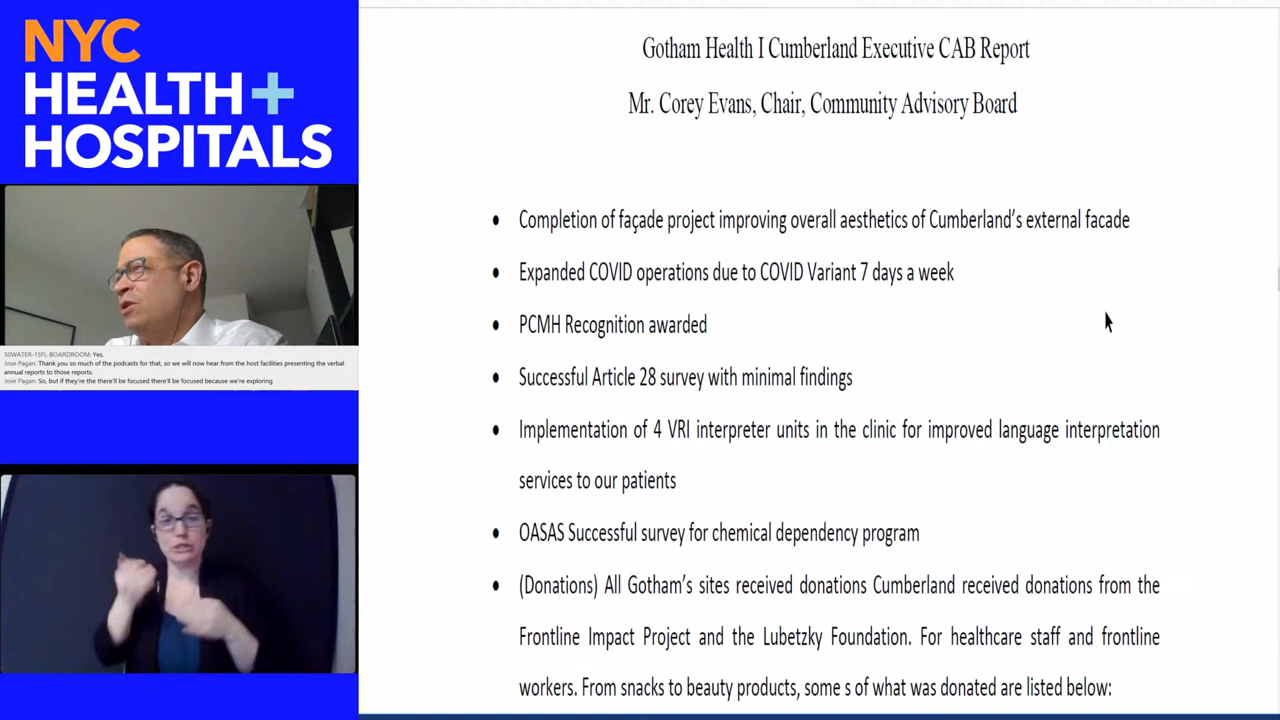 NYC
HEALTH+
HOSPITALS
50WATER-15FL-BOARDROOM: Yes.
Jose Pagan: Thank you so much of the podcasts for that, so we will now hear from the host facilities presenting the verbal
annual reports to those reports.
Jose Pagan: So, but if they're the there'll be focused there'll be focused because we're exploring
Gotham Health I Cumberland Executive CAB Report
Mr. Corey Evans, Chair, Community Advisory Board
• Completion of façade project improving overall aesthetics of Cumberland's external facade
• Expanded COVID operations due to COVID Variant 7 days a week
• PCMH Recognition awarded
• Successful Article 28 survey with minimal findings
• Implementation of 4 VRI interpreter units in the clinic for improved language interpretation
services to our patients
• OASAS Successful survey for chemical dependency program
• (Donations) All Gotham's sites received donations Cumberland received donations from the
Frontline Impact Project and the Lubetzky Foundation. For healthcare staff and frontline
workers. From snacks to beauty products, some s of what was donated are listed below: